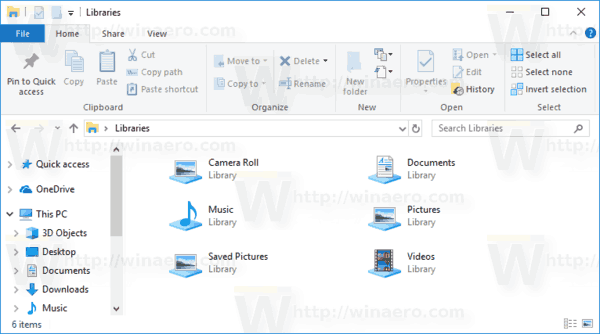 Libraries
File Home Share View
Pin to Quick access
Copy
Paste
Cut
Copy path
Paste shortcut
Clipboard
Move to
Copy to
Delete
Rename
Organize
New folder
New
Properties
Open
Edit
History
Open
Select all
Select none
Invert selection
Select
Libraries
Search Libraries
Quick access
OneDrive
This PC
3D Objects
Desktop
Documents
Downloads
Music
Camera Roll
Library
Documents
Library
Music
Library
Pictures
Library
Saved Pictures
Library
Videos
Library
6 items
W http://winaero.com